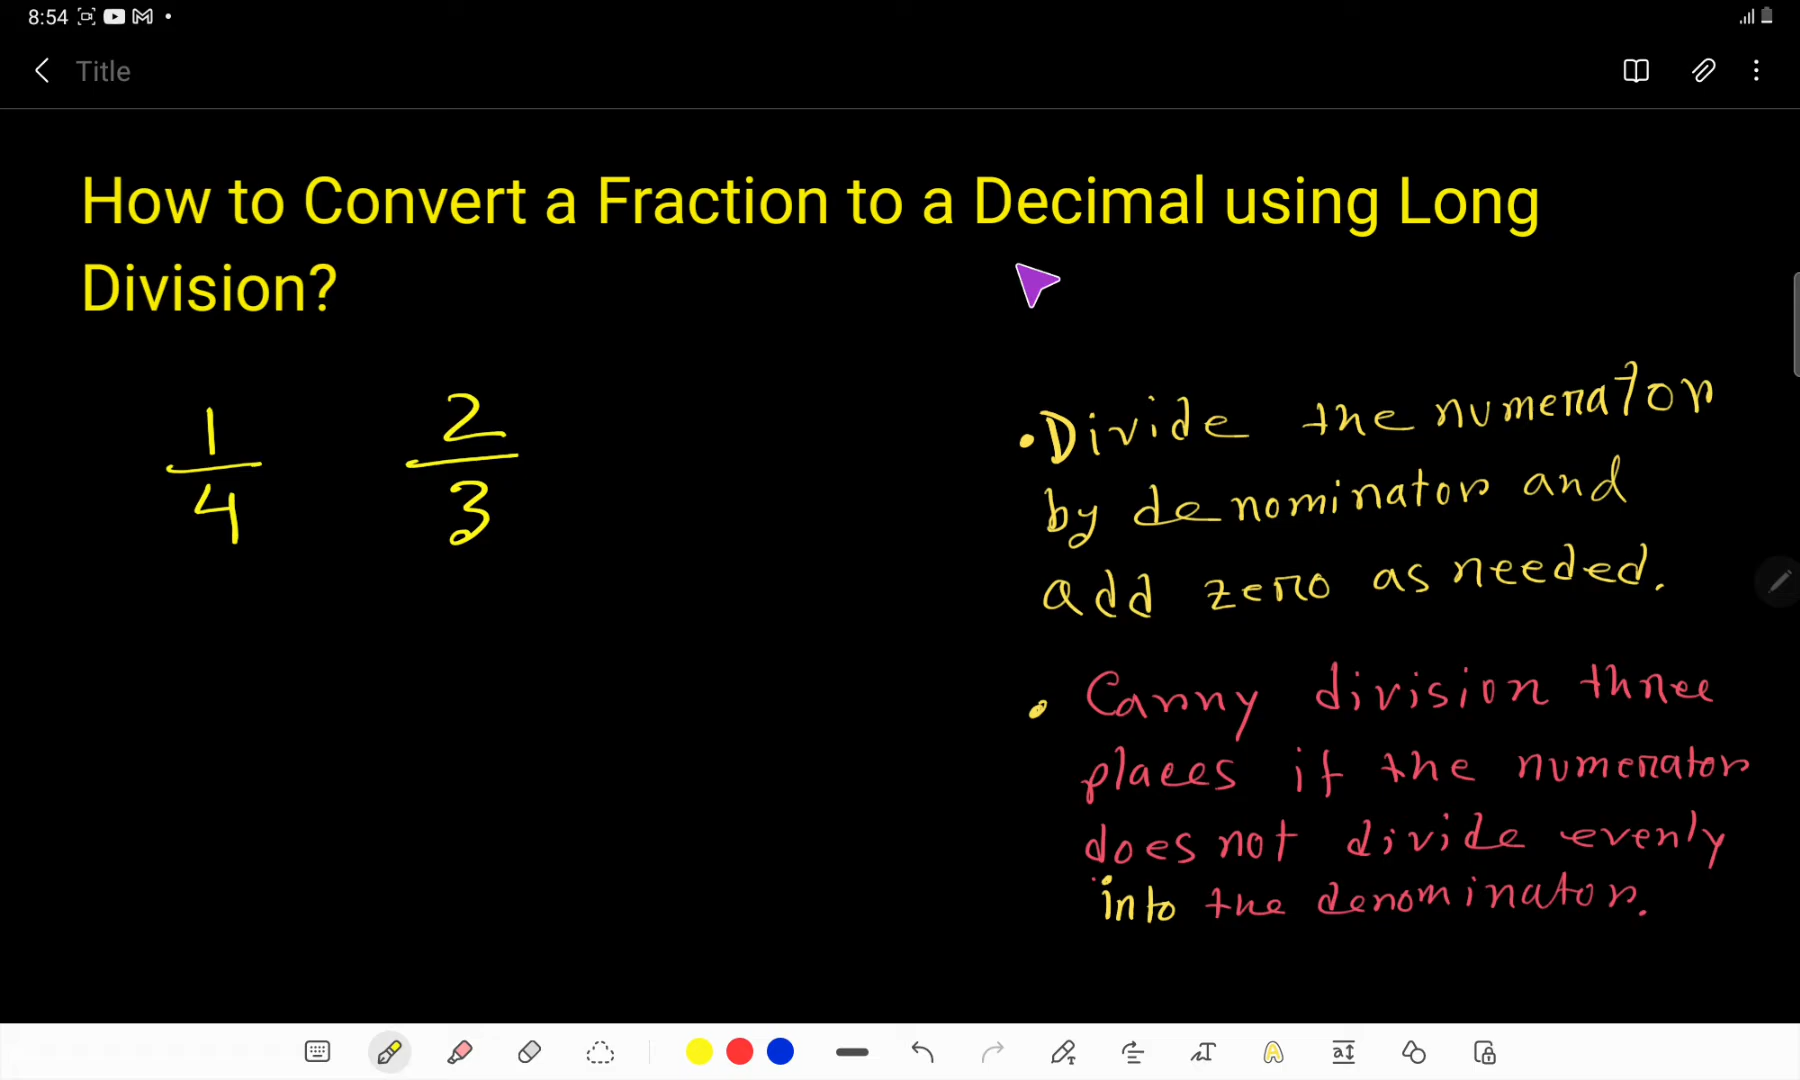 8:54
Title
How to Convert a Fraction to a Decimal using Long
Division?
1
4
2
3
• Divide the numerator
by denominator and
add zero as needed.
• Carry division three
places if the numerator
does not divide evenly
into the denominator.